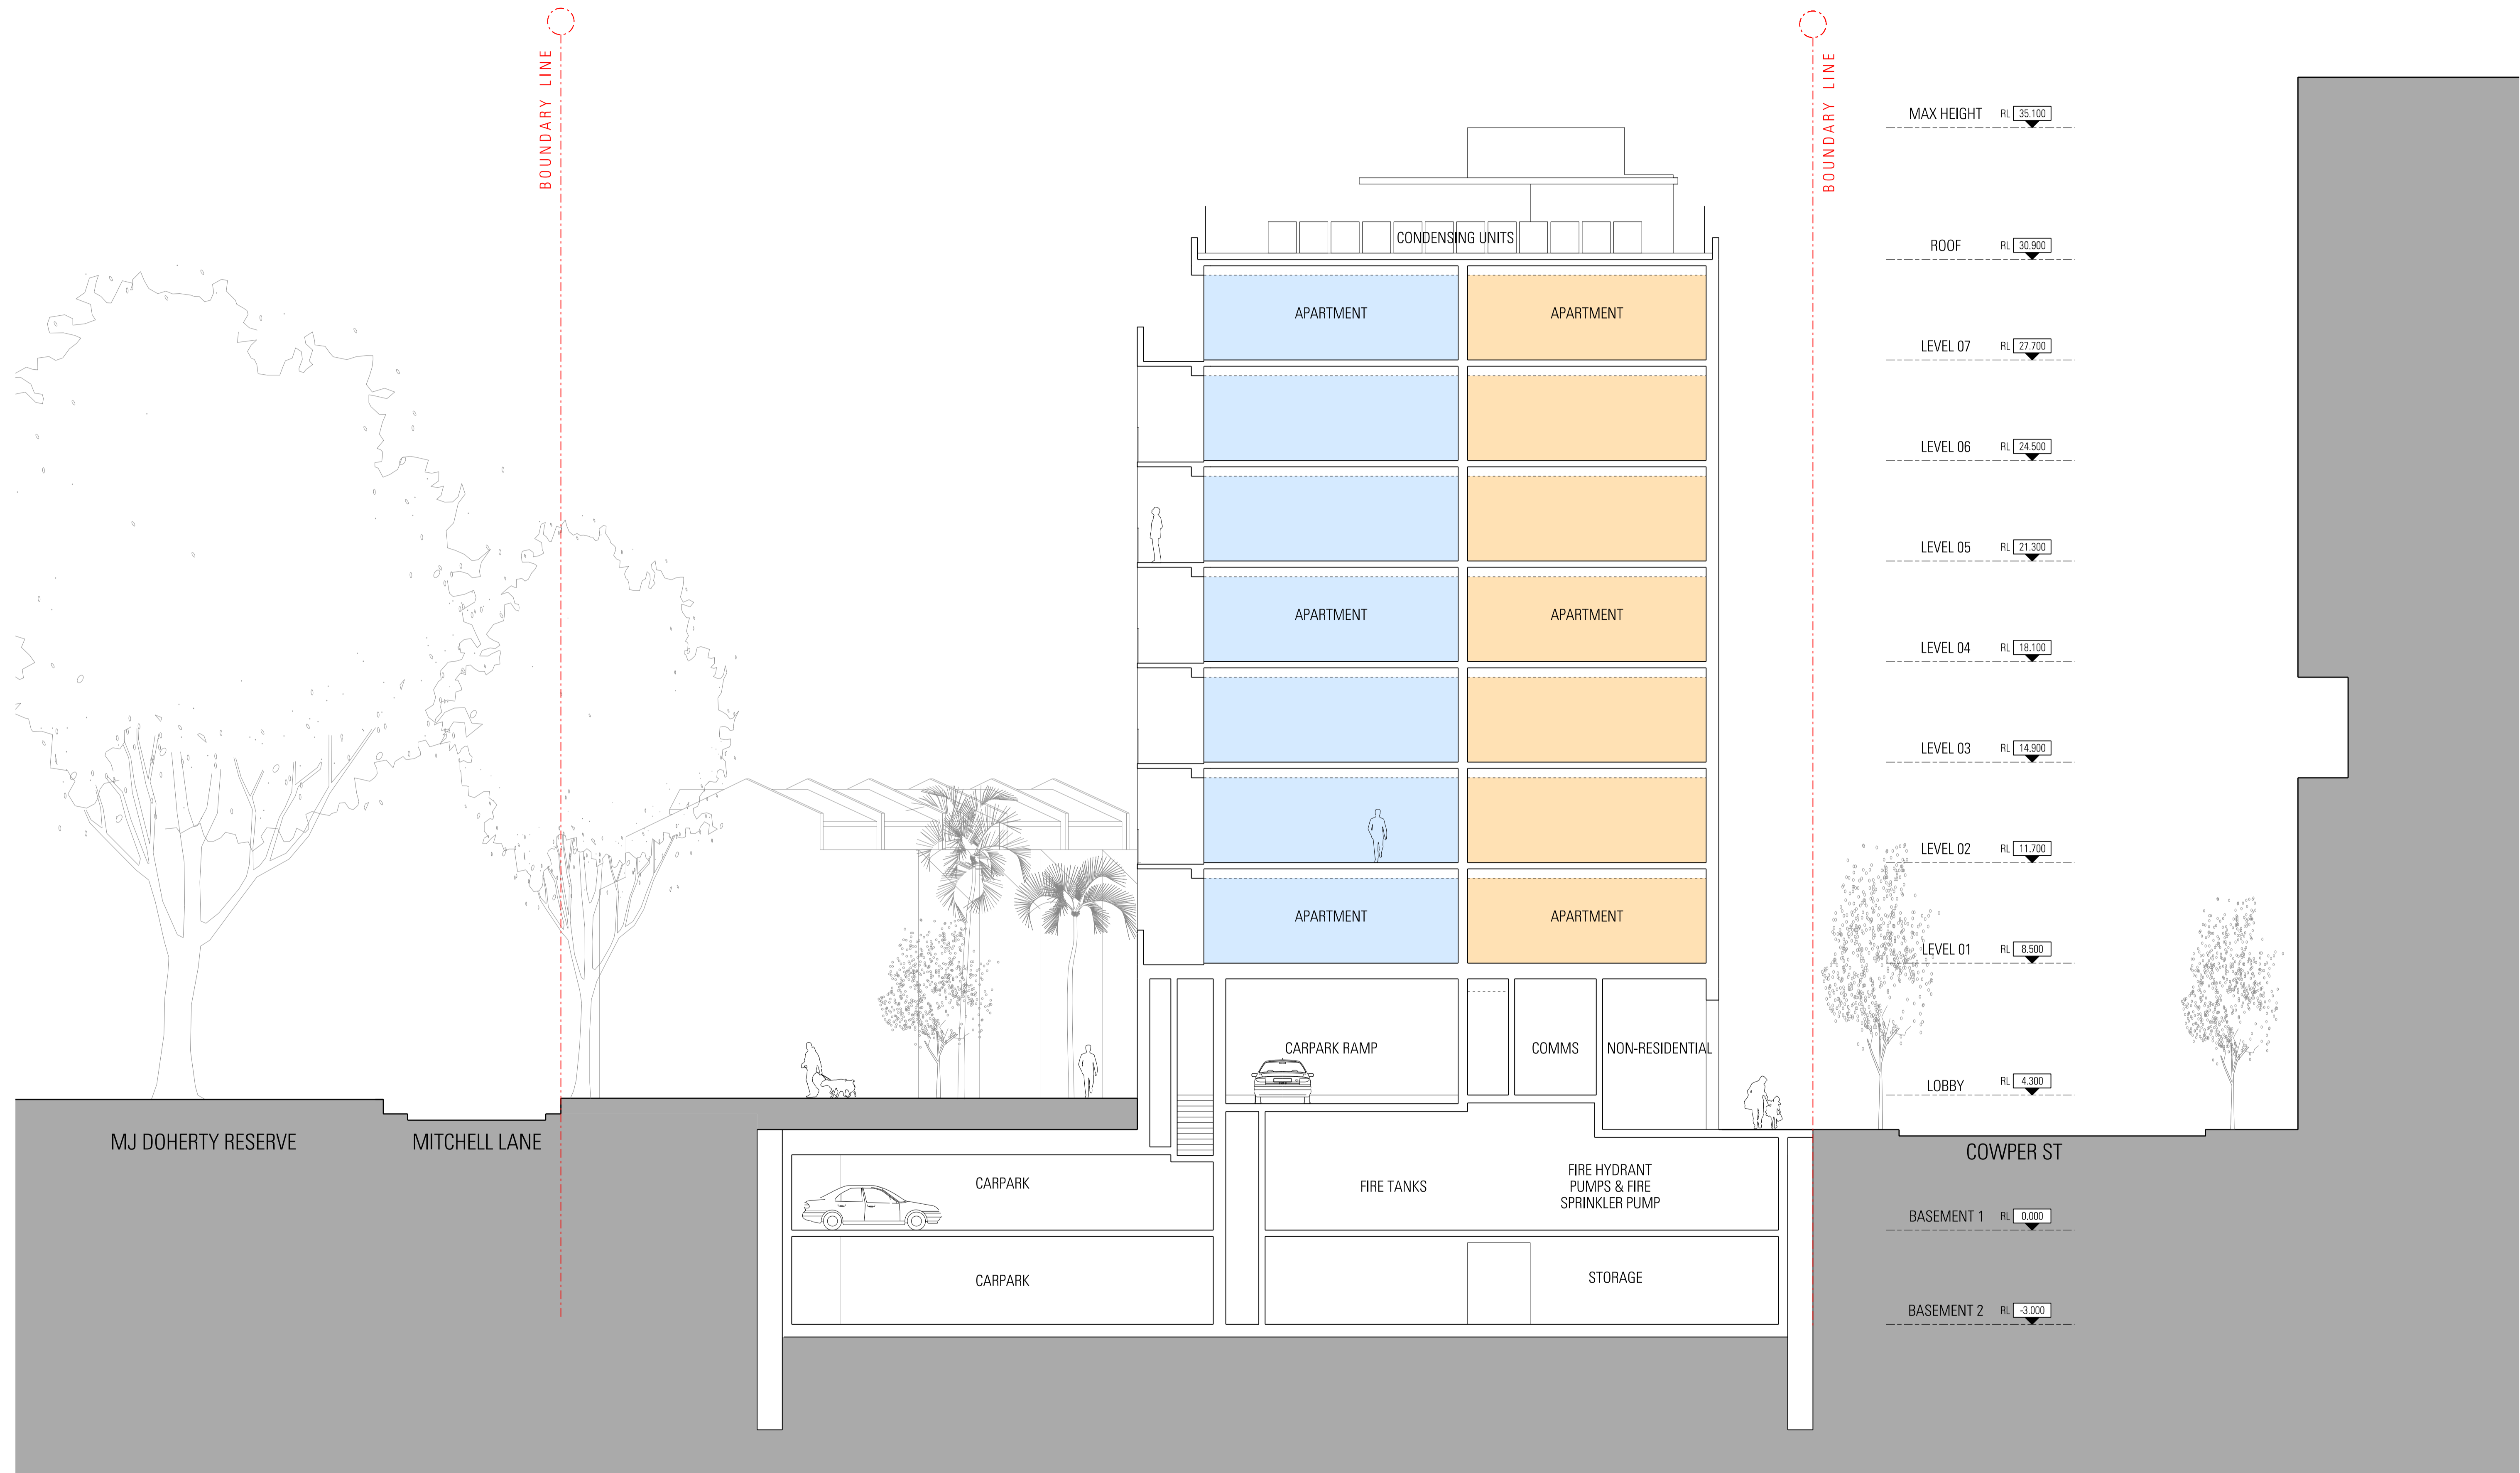 BOUNDARY LINE
BOUNDARY LINE
MAX HEIGHT RL 35.100
CONDENSING UNITS
ROOF RL 30.900
APARTMENT APARTMENT
LEVEL 07 RL 27.700
LEVEL 06 RL 24.500
LEVEL 05 RL 21.300
APARTMENT APARTMENT
LEVEL 04 RL 18.100
LEVEL 03 RL 14.900
LEVEL 02 RL 11.700
APARTMENT APARTMENT
LEVEL 01 RL 8.500
CARPARK RAMP COMMS NON-RESIDENTIAL
LOBBY RL 4.300
MJ DOHERTY RESERVE MITCHELL LANE
COWPER ST
CARPARK
FIRE TANKS
FIRE HYDRANT
PUMPS & FIRE
SPRINKLER PUMP
BASEMENT 1 RL 0.000
CARPARK
STORAGE
BASEMENT 2 RL -3.000